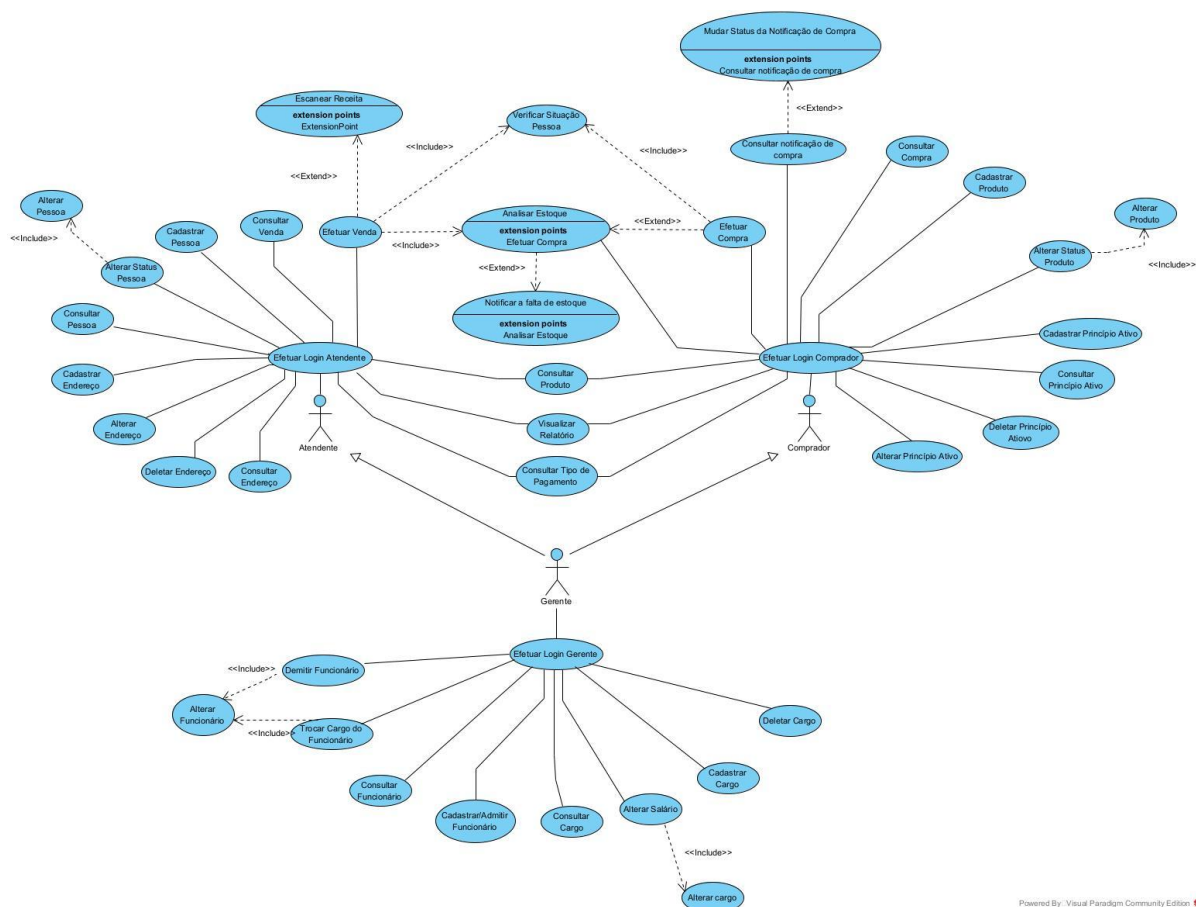 Mudar Status da Notificação de Compra
extension points
Consultar notificação de compra
Escanear Receita
extension points
ExtensionPoint
Verificar Situação
Pessoa
<<Extend>>
<<Include>>
<<Include>>
Consultar notificação de
compra
Consultar
Compra
Cadastrar
Produto
<<Extend>>
Alterar
Pessoa
<<Include>>
Cadastrar
Pessoa
Consultar
Venda
Efetuar Venda
<<Include>>
Analisar Estoque
extension points
Efetuar Compra
<<Extend>>
Efetuar
Compra
Alterar
Produto
Alterar Status
Produto
<<Include>>
Alterar Status
Pessoa
<<Extend>>
Notificar a falta de estoque
extension points
Analisar Estoque
Consultar
Pessoa
Cadastrar Princípio Ativo
Efetuar Login Atendente
Efetuar Login Comprador
Cadastrar
Endereço
Consultar
Produto
Consultar
Princípio Ativo
Alterar
Endereço
Visualizar
Relatório
Deletar Princípio
Atiovo
Atendente
Comprador
Alterar Princípio Ativo
Deletar Endereço
Consultar
Endereço
Consultar Tipo de
Pagamento
Gerente
Efetuar Login Gerente
<<Include>>
Demitir Funcionário
Alterar
Funcionário
<<Include>>
Trocar Cargo do
Funcionário
Deletar Cargo
Consultar
Funcionário
Cadastrar
Cargo
Cadastrar/Admitir
Funcionário
Consultar
Cargo
Alterar Salário
<<Include>>
Alterar cargo
Powered By Visual Paradigm Community Edition